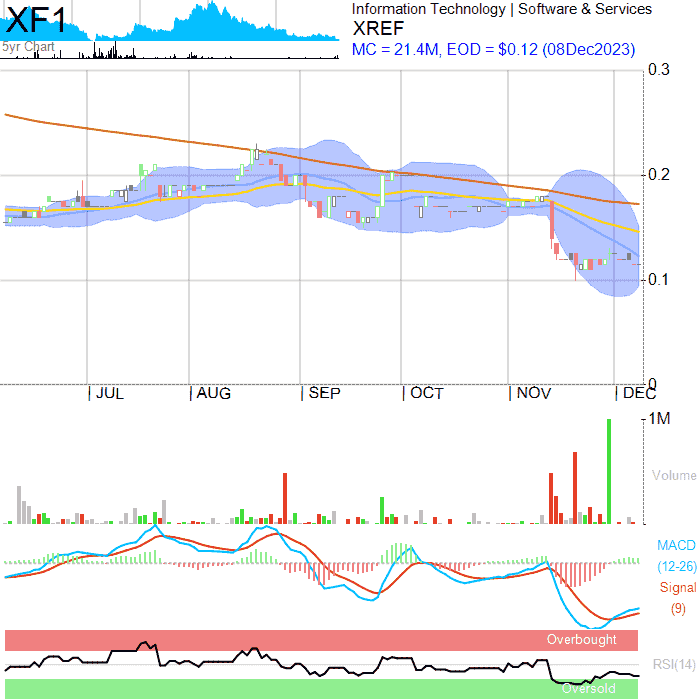 XF1
5yr Chart
Information Technology | Software & Services
XREF
MC = 21.4M, EOD = $0.12 (08Dec2023)
0.3
0.2
0.1
0
JUL
AUG
SEP
OCT
NOV
DEC
1M
Volume
MACD
(12-26)
Signal
(9)
Overbought
RSI(14)
Oversold